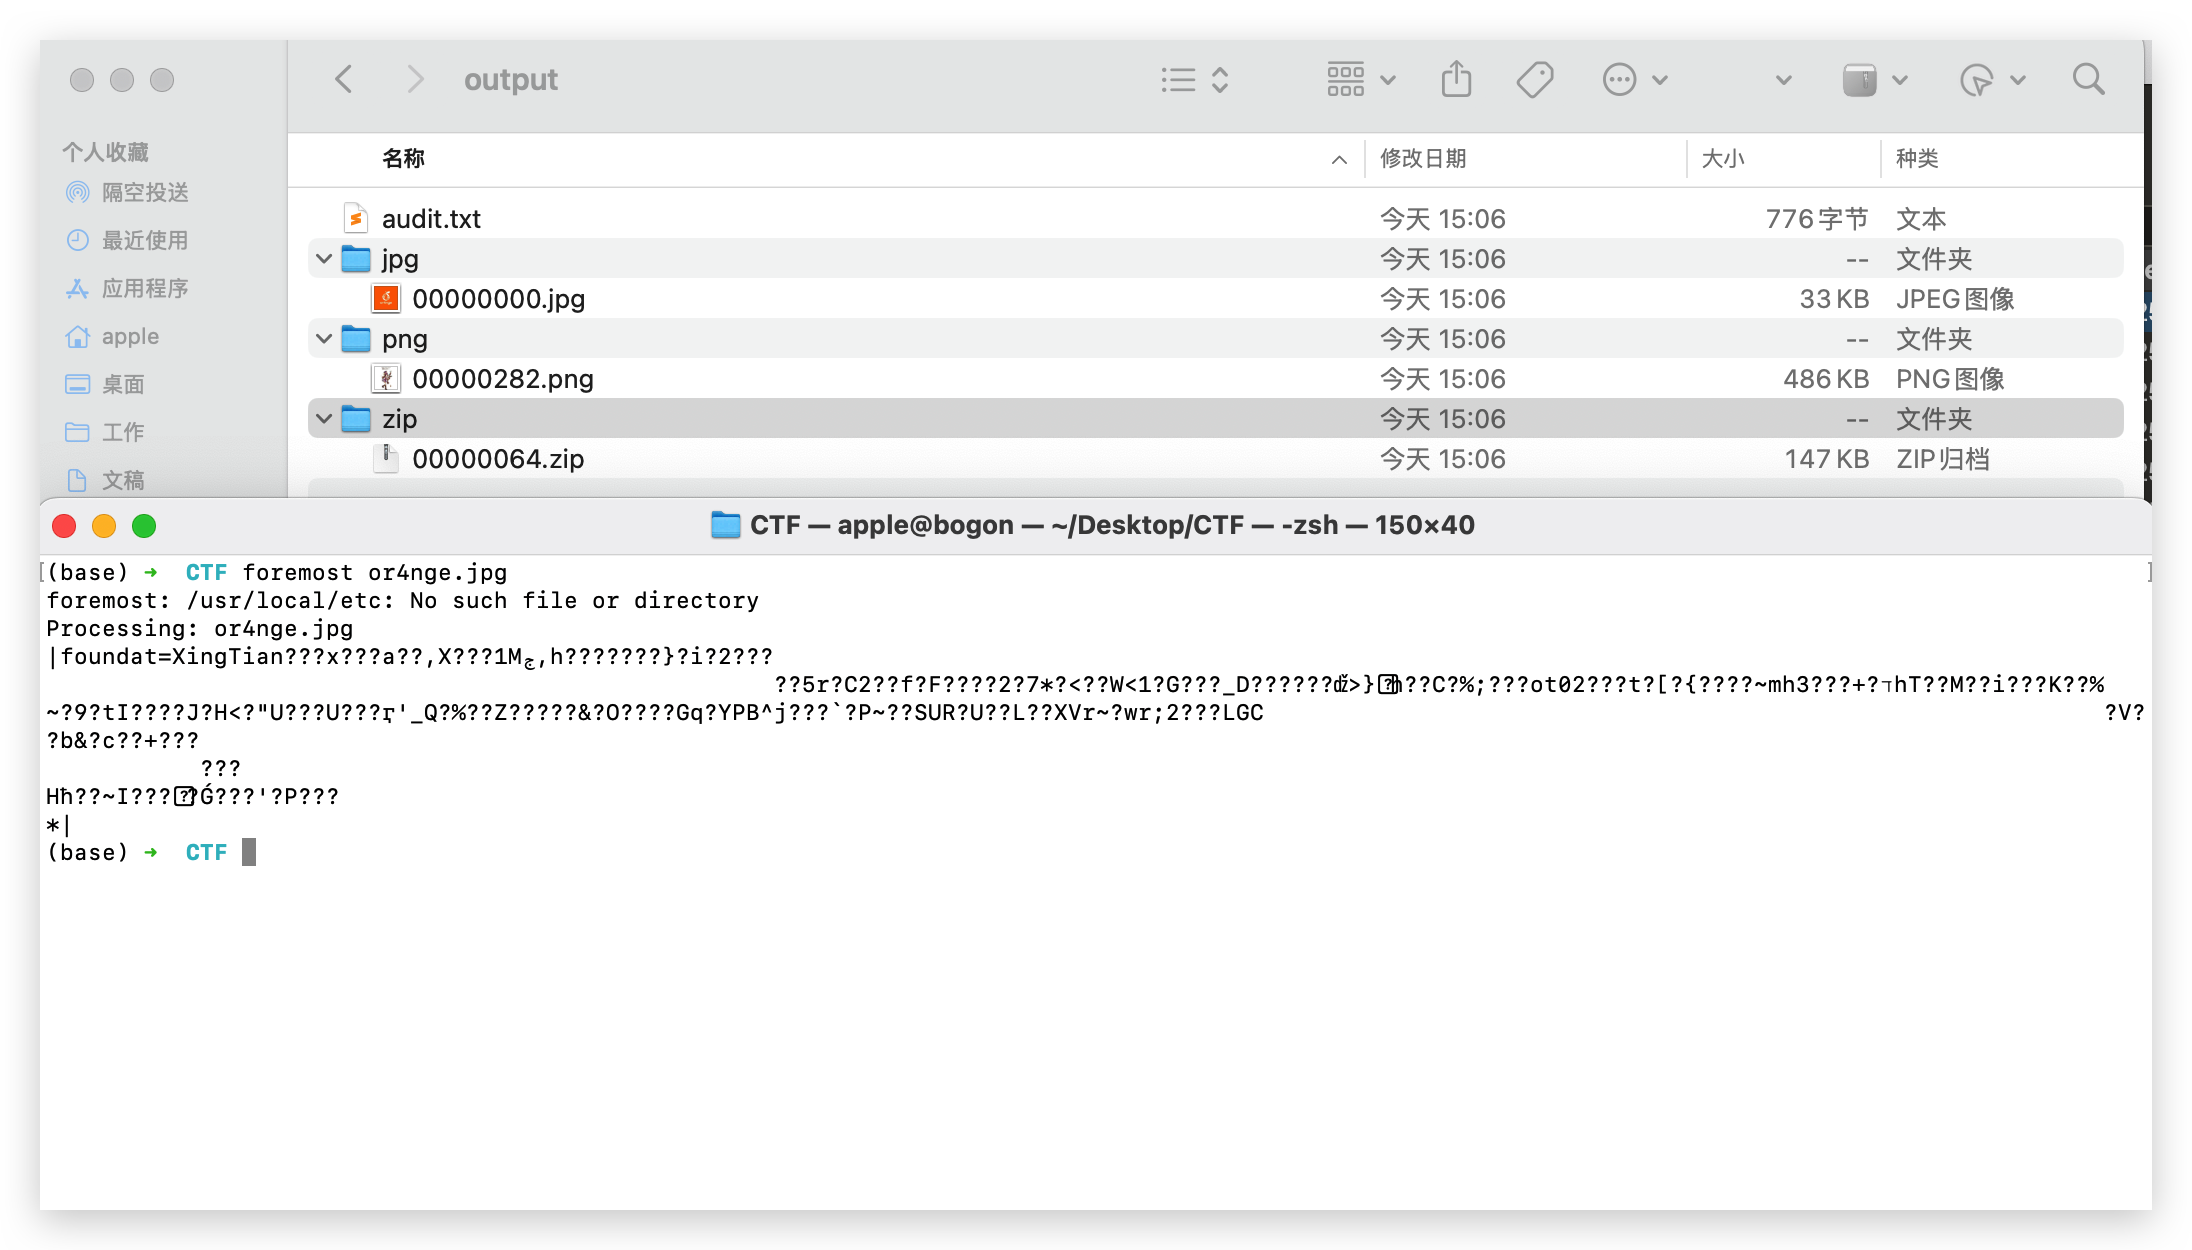 output
个人收藏
隔空投送
最近使用
应用程序
apple
桌面
工作
文稿
名称 修改日期 大小 种类
audit.txt 今天 15:06 776字节 文本
jpg 今天 15:06 -- 文件夹
00000000.jpg 今天 15:06 33 KB JPEG图像
png 今天 15:06 -- 文件夹
00000282.png 今天 15:06 486 KB PNG图像
zip 今天 15:06 -- 文件夹
00000064.zip 今天 15:06 147 KB ZIP归档
CTF — apple@bogon — ~/Desktop/CTF — -zsh — 150×40
(base) ➜ CTF foremost or4nge.jpg
foremost: /usr/local/etc: No such file or directory
Processing: or4nge.jpg
|foundat=XingTian???x???a??,X???1Mج,h???????}?i?2???
??5r?C2??f?F????2?7*?<??W<1?G???_D??????ʥ>}
h??C?%;???ot02???t?[?{????~mh3???+?ㄱhT??M??i???K??%
~?9?tI????J?H<?"U???U???ӷ'_Q?%??Z?????&?O????Gq?YPB^j???`?P~??SUR?U??L??XVr~?wr;2???LGC ?V?
?b&?c??+???
???
Hħ??~I???
?Ǵ???'?P???
*|
(base) ➜ CTF